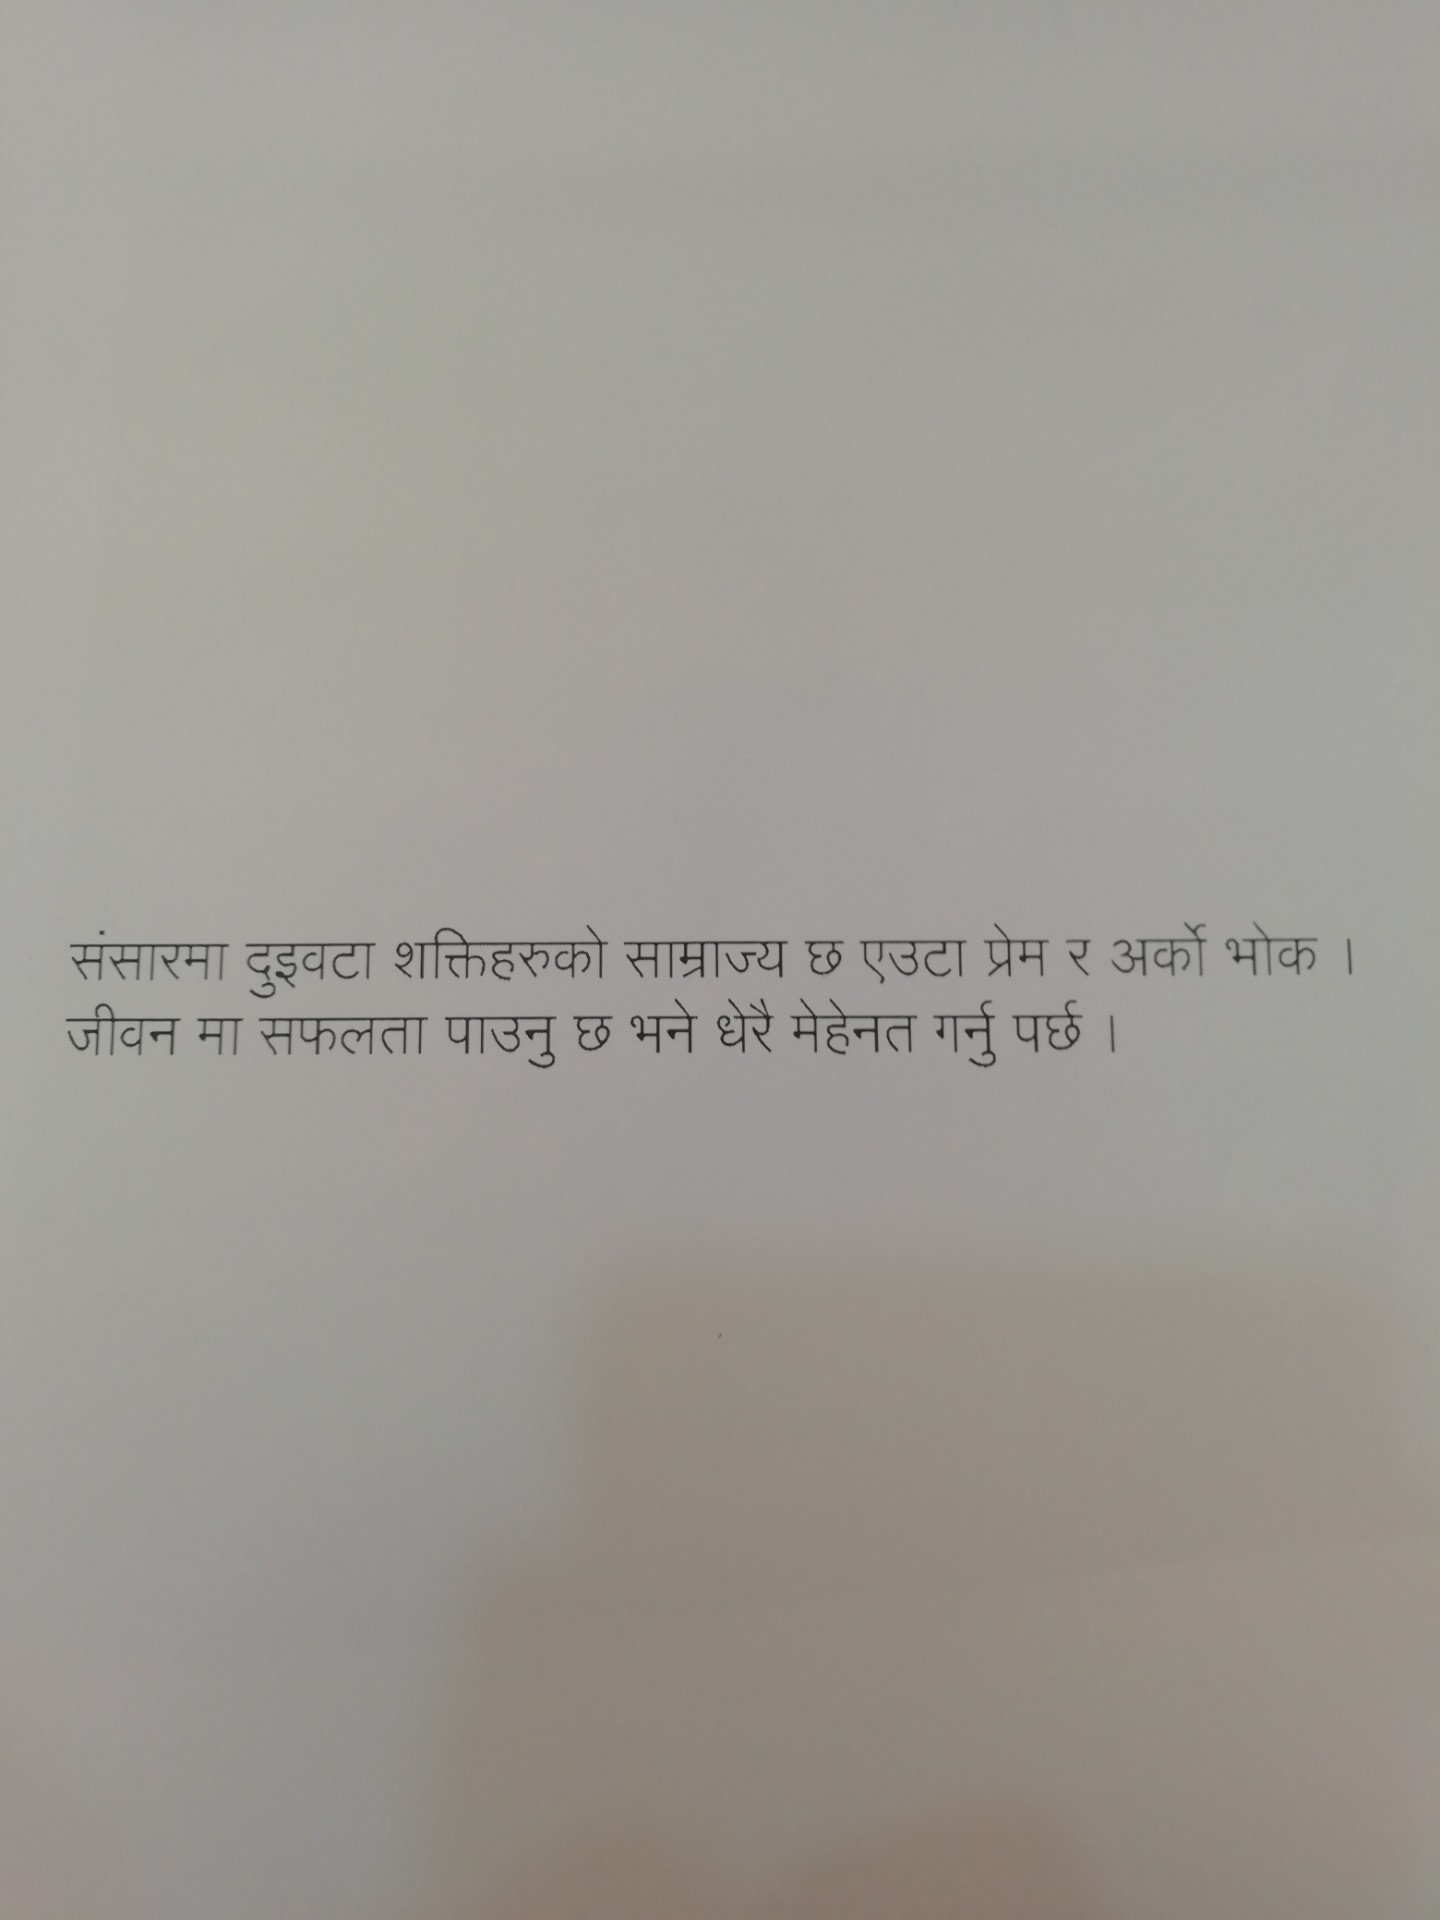 संसारमा दुइवटा शक्तिहरुको साम्राज्य छ एउटा प्रेम र अर्को भोक ।
जीवन मा सफलता पाउनु छ भने धेरै मेहेनत गर्नु पर्छ ।